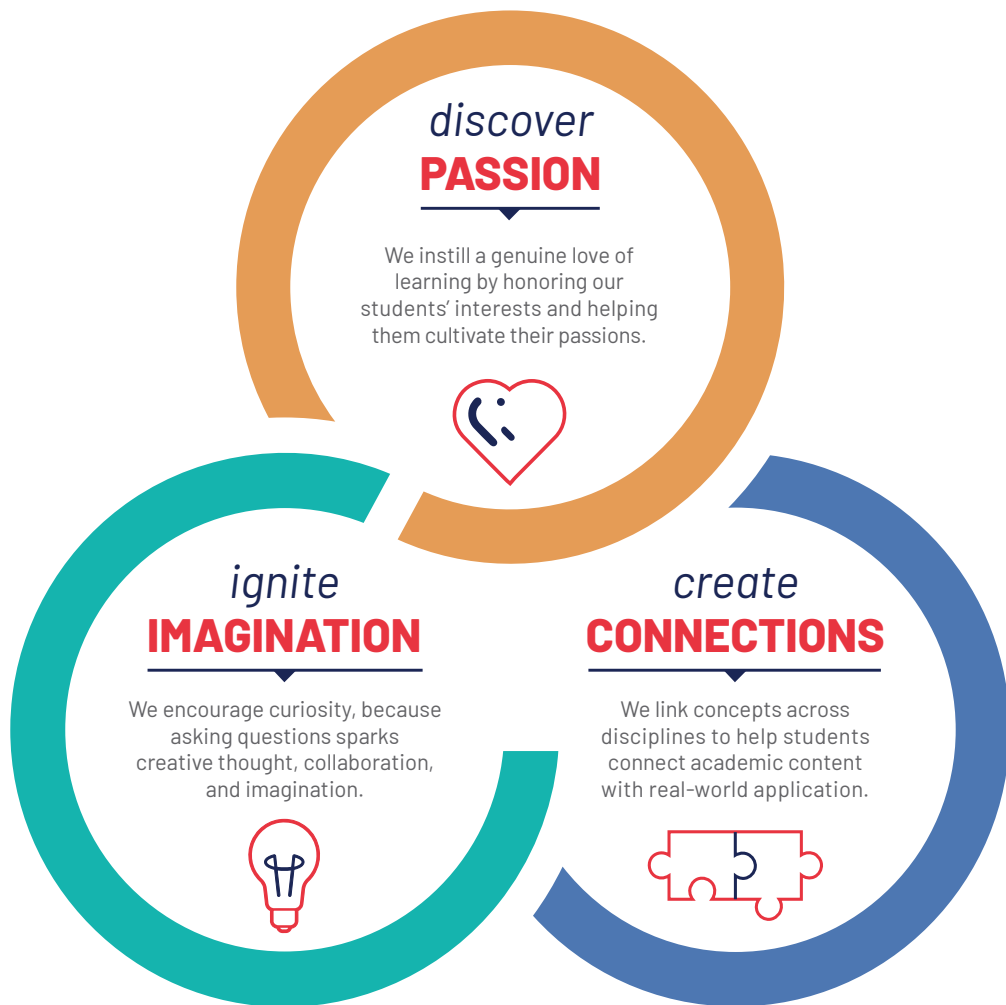 discover
PASSION
We instill a genuine love of
learning by honoring our
students’ interests and helping
them cultivate their passions.
ignite
IMAGINATION
We encourage curiosity, because
asking questions sparks
creative thought, collaboration,
and imagination.
create
CONNECTIONS
We link concepts across
disciplines to help students
connect academic content
with real-world application.